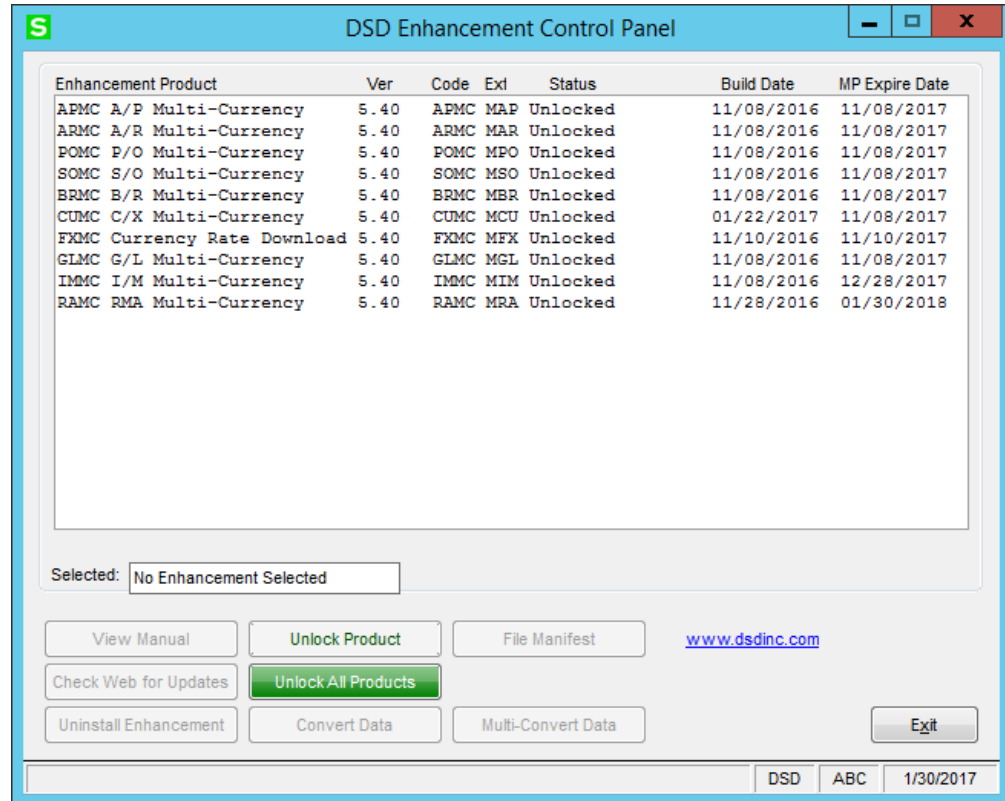 S DSD Enhancement Control Panel x
Enhancement Product Ver Code Ext Status Build Date MP Expire Date
APMC A/P Multi-Currency 5.40 APMC MAP Unlocked 11/08/2016 11/08/2017
ARMC A/R Multi-Currency 5.40 ARMC MAR Unlocked 11/08/2016 11/08/2017
POMC P/O Multi-Currency 5.40 POMC MPO Unlocked 11/08/2016 11/08/2017
SOMC S/O Multi-Currency 5.40 SOMC MSO Unlocked 11/08/2016 11/08/2017
BRMC B/R Multi-Currency 5.40 BRMC MBR Unlocked 11/08/2016 11/08/2017
CUMC C/X Multi-Currency 5.40 CUMC MCU Unlocked 01/22/2017 11/08/2017
FXMC Currency Rate Download 5.40 FXMC MFX Unlocked 11/10/2016 11/10/2017
GLMC G/L Multi-Currency 5.40 GLMC MGL Unlocked 11/08/2016 11/08/2017
IMMC I/M Multi-Currency 5.40 IMMC MIM Unlocked 11/08/2016 12/28/2017
RAMC RMA Multi-Currency 5.40 RAMC MRA Unlocked 11/28/2016 01/30/2018
Selected: No Enhancement Selected
View Manual Unlock Product File Manifest www.dsdinc.com
Check Web for Updates Unlock All Products
Uninstall Enhancement Convert Data Multi-Convert Data Exit
DSD ABC 1/30/2017